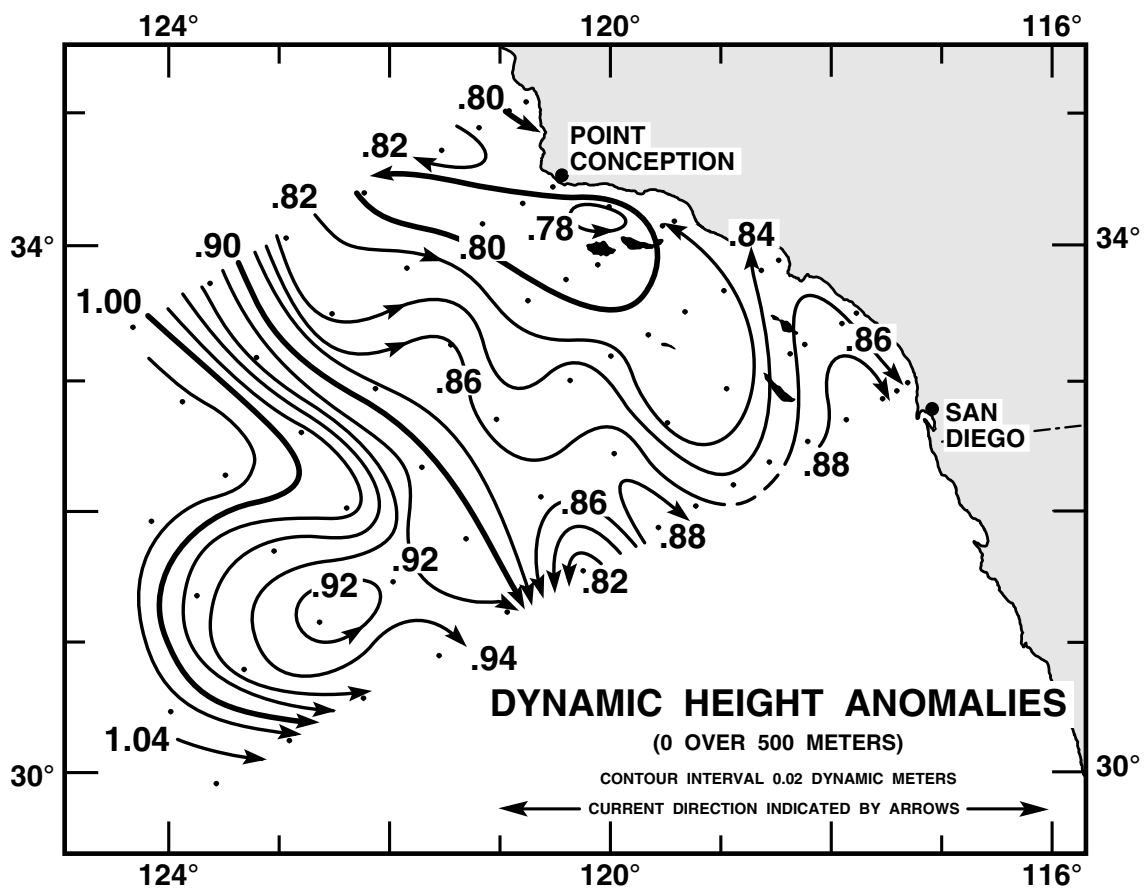 124° 120° 116°
.80
POINT
CONCEPTION
.82
.82
.78
.84
34° .90 .80 34°
1.00
.86
.86
SAN
DIEGO
.88
.86
.88
.92
.92 .82
.94
DYNAMIC HEIGHT ANOMALIES
(0 OVER 500 METERS)
1.04
30° 30°
CONTOUR INTERVAL 0.02 DYNAMIC METERS
CURRENT DIRECTION INDICATED BY ARROWS
124° 120° 116°